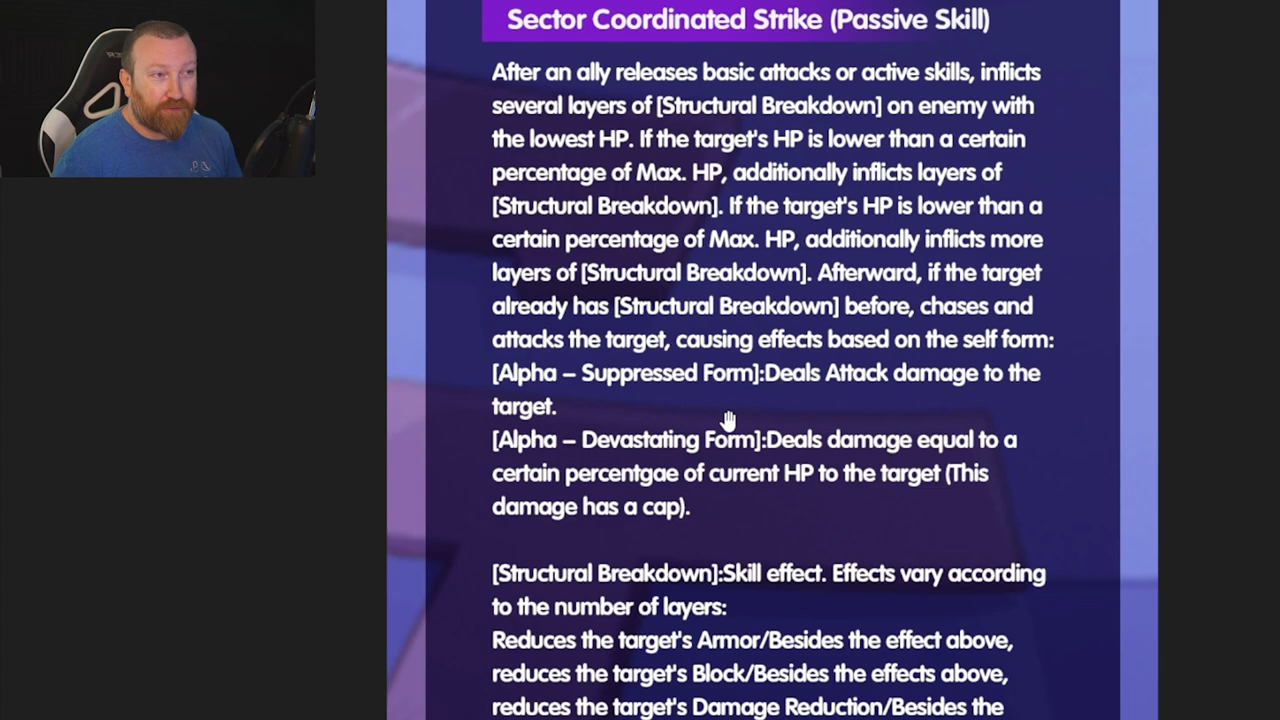 Sector Coordinated Strike (Passive Skill)
After an ally releases basic attacks or active skills, inflicts
several layers of [Structural Breakdown] on enemy with
the lowest HP. If the target's HP is lower than a certain
percentage of Max. HP, additionally inflicts layers of
[Structural Breakdown]. If the target's HP is lower than a
certain percentage of Max. HP, additionally inflicts more
layers of [Structural Breakdown]. Afterward, if the target
already has [Structural Breakdown] before, chases and
attacks the target, causing effects based on the self form:
[Alpha – Suppressed Form]:Deals Attack damage to the
target.
[Alpha – Devastating Form]:Deals damage equal to a
certain percentgae of current HP to the target (This
damage has a cap).
[Structural Breakdown]:Skill effect. Effects vary according
to the number of layers:
Reduces the target's Armor/Besides the effect above,
reduces the target's Block/Besides the effects above,
reduces the target's Damage Reduction/Besides the